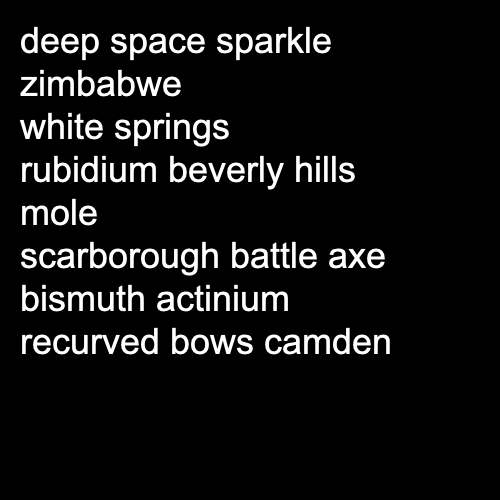 deep space sparkle
zimbabwe
white springs
rubidium beverly hills
mole
scarborough battle axe
bismuth actinium
recurved bows camden